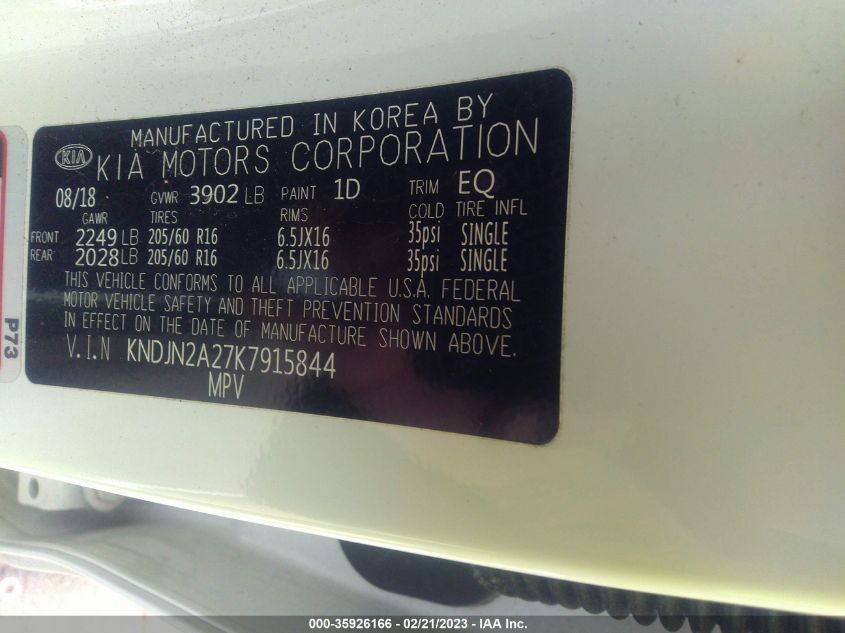 MANUFACTURED IN KOREA BY
KIA KIA MOTORS CORPORATION
08/18 GVWR 3902 LB PAINT 1D TRIM EQ
GAWR TIRES RIMS COLD TIRE INFL
FRONT 2249 LB 205/60 R16 6.5JX16 35psi SINGLE
REAR 2028 LB 205/60 R16 6.5JX16 35psi SINGLE
THIS VEHICLE CONFORMS TO ALL APPLICABLE U.S.A. FEDERAL
MOTOR VEHICLE SAFETY AND THEFT PREVENTION STANDARDS
IN EFFECT ON THE DATE OF MANUFACTURE SHOWN ABOVE.
V.I.N KNDJN2A27K7915844
MPV
P73
000-35926166 - 02/21/2023 - IAA Inc.